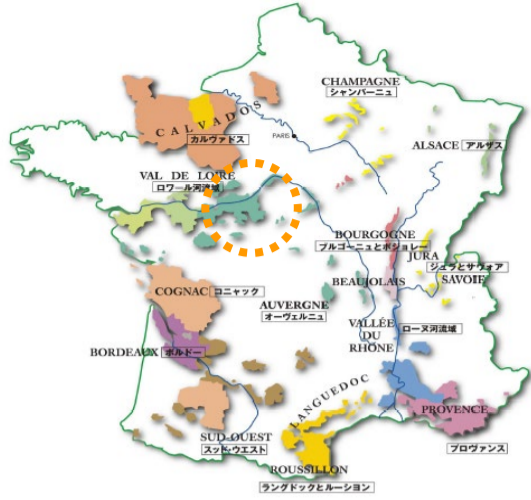 CHAMPAGNE
シャンパーニュ
CALVADOS
カルヴァドス
PARIS
ALSACE アルザス
VAL DE LOIRE
ロワール河流域
BOURGOGNE
ブルゴーニュとボジョレー
JURA
ジュラとサヴォア
SAVOIE
BEAUJOLAIS
COGNAC コニャック
AUVERGNE
オーヴェルニュ
VALLÉE
DU
RHÔNE
ローヌ河流域
BORDEAUX ボルドー
LANGUEDOC
PROVENCE
プロヴァンス
SUD-OUEST
スッド・ウエスト
ROUSSILLON
ラングドックとルーション